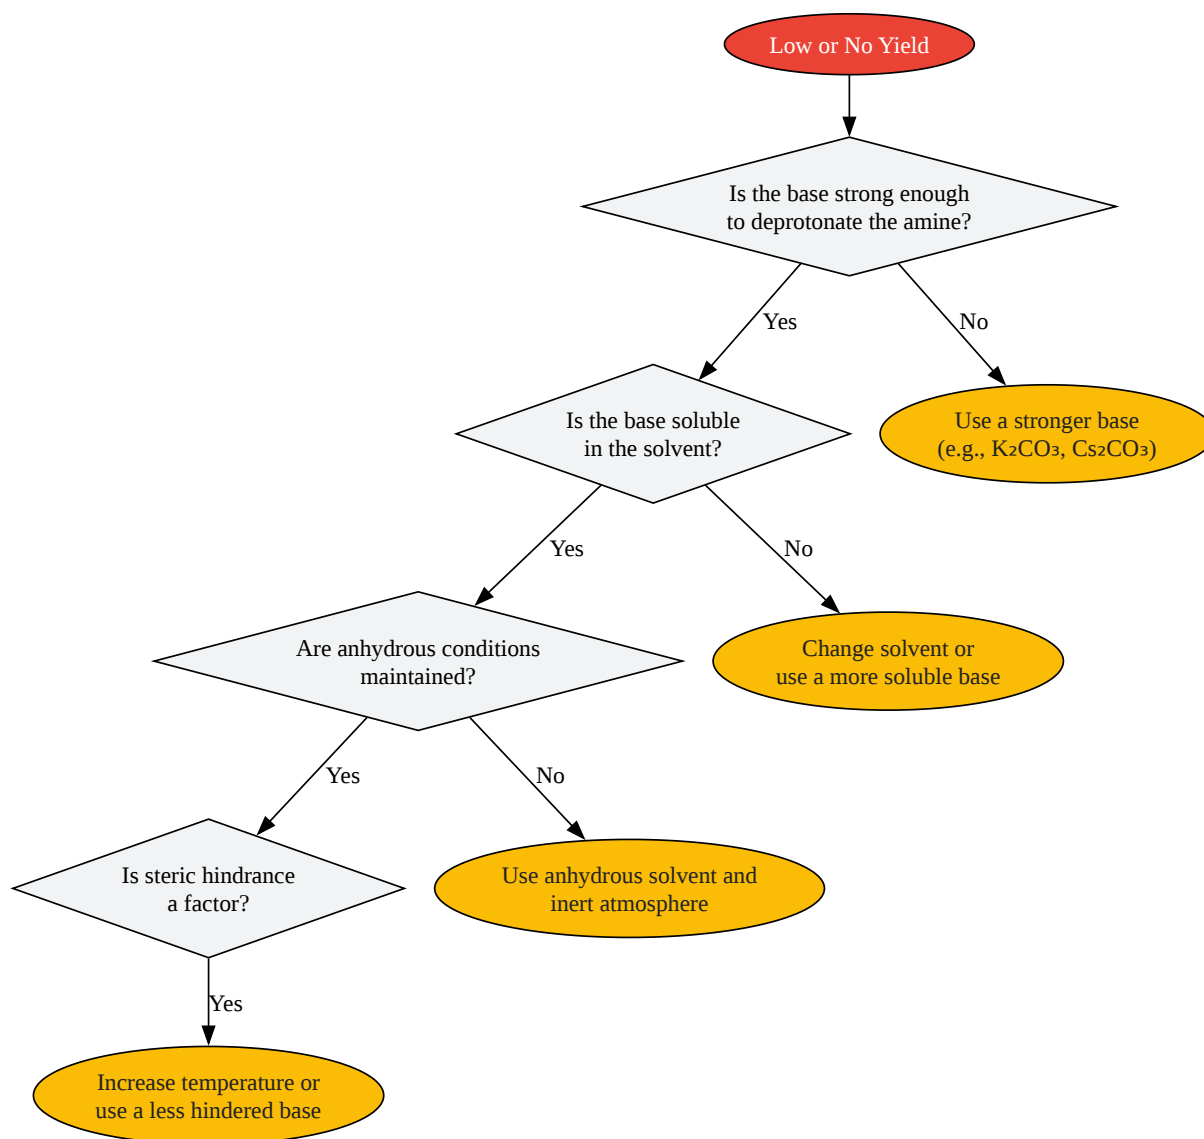 Low or No Yield
Is the base strong enough
to deprotonate the amine?
Yes
No
Is the base soluble
in the solvent?
Use a stronger base
(e.g., K₂CO₃, Cs₂CO₃)
Yes
No
Are anhydrous conditions
maintained?
Change solvent or
use a more soluble base
Yes
No
Is steric hindrance
a factor?
Use anhydrous solvent and
inert atmosphere
Yes
Increase temperature or
use a less hindered base